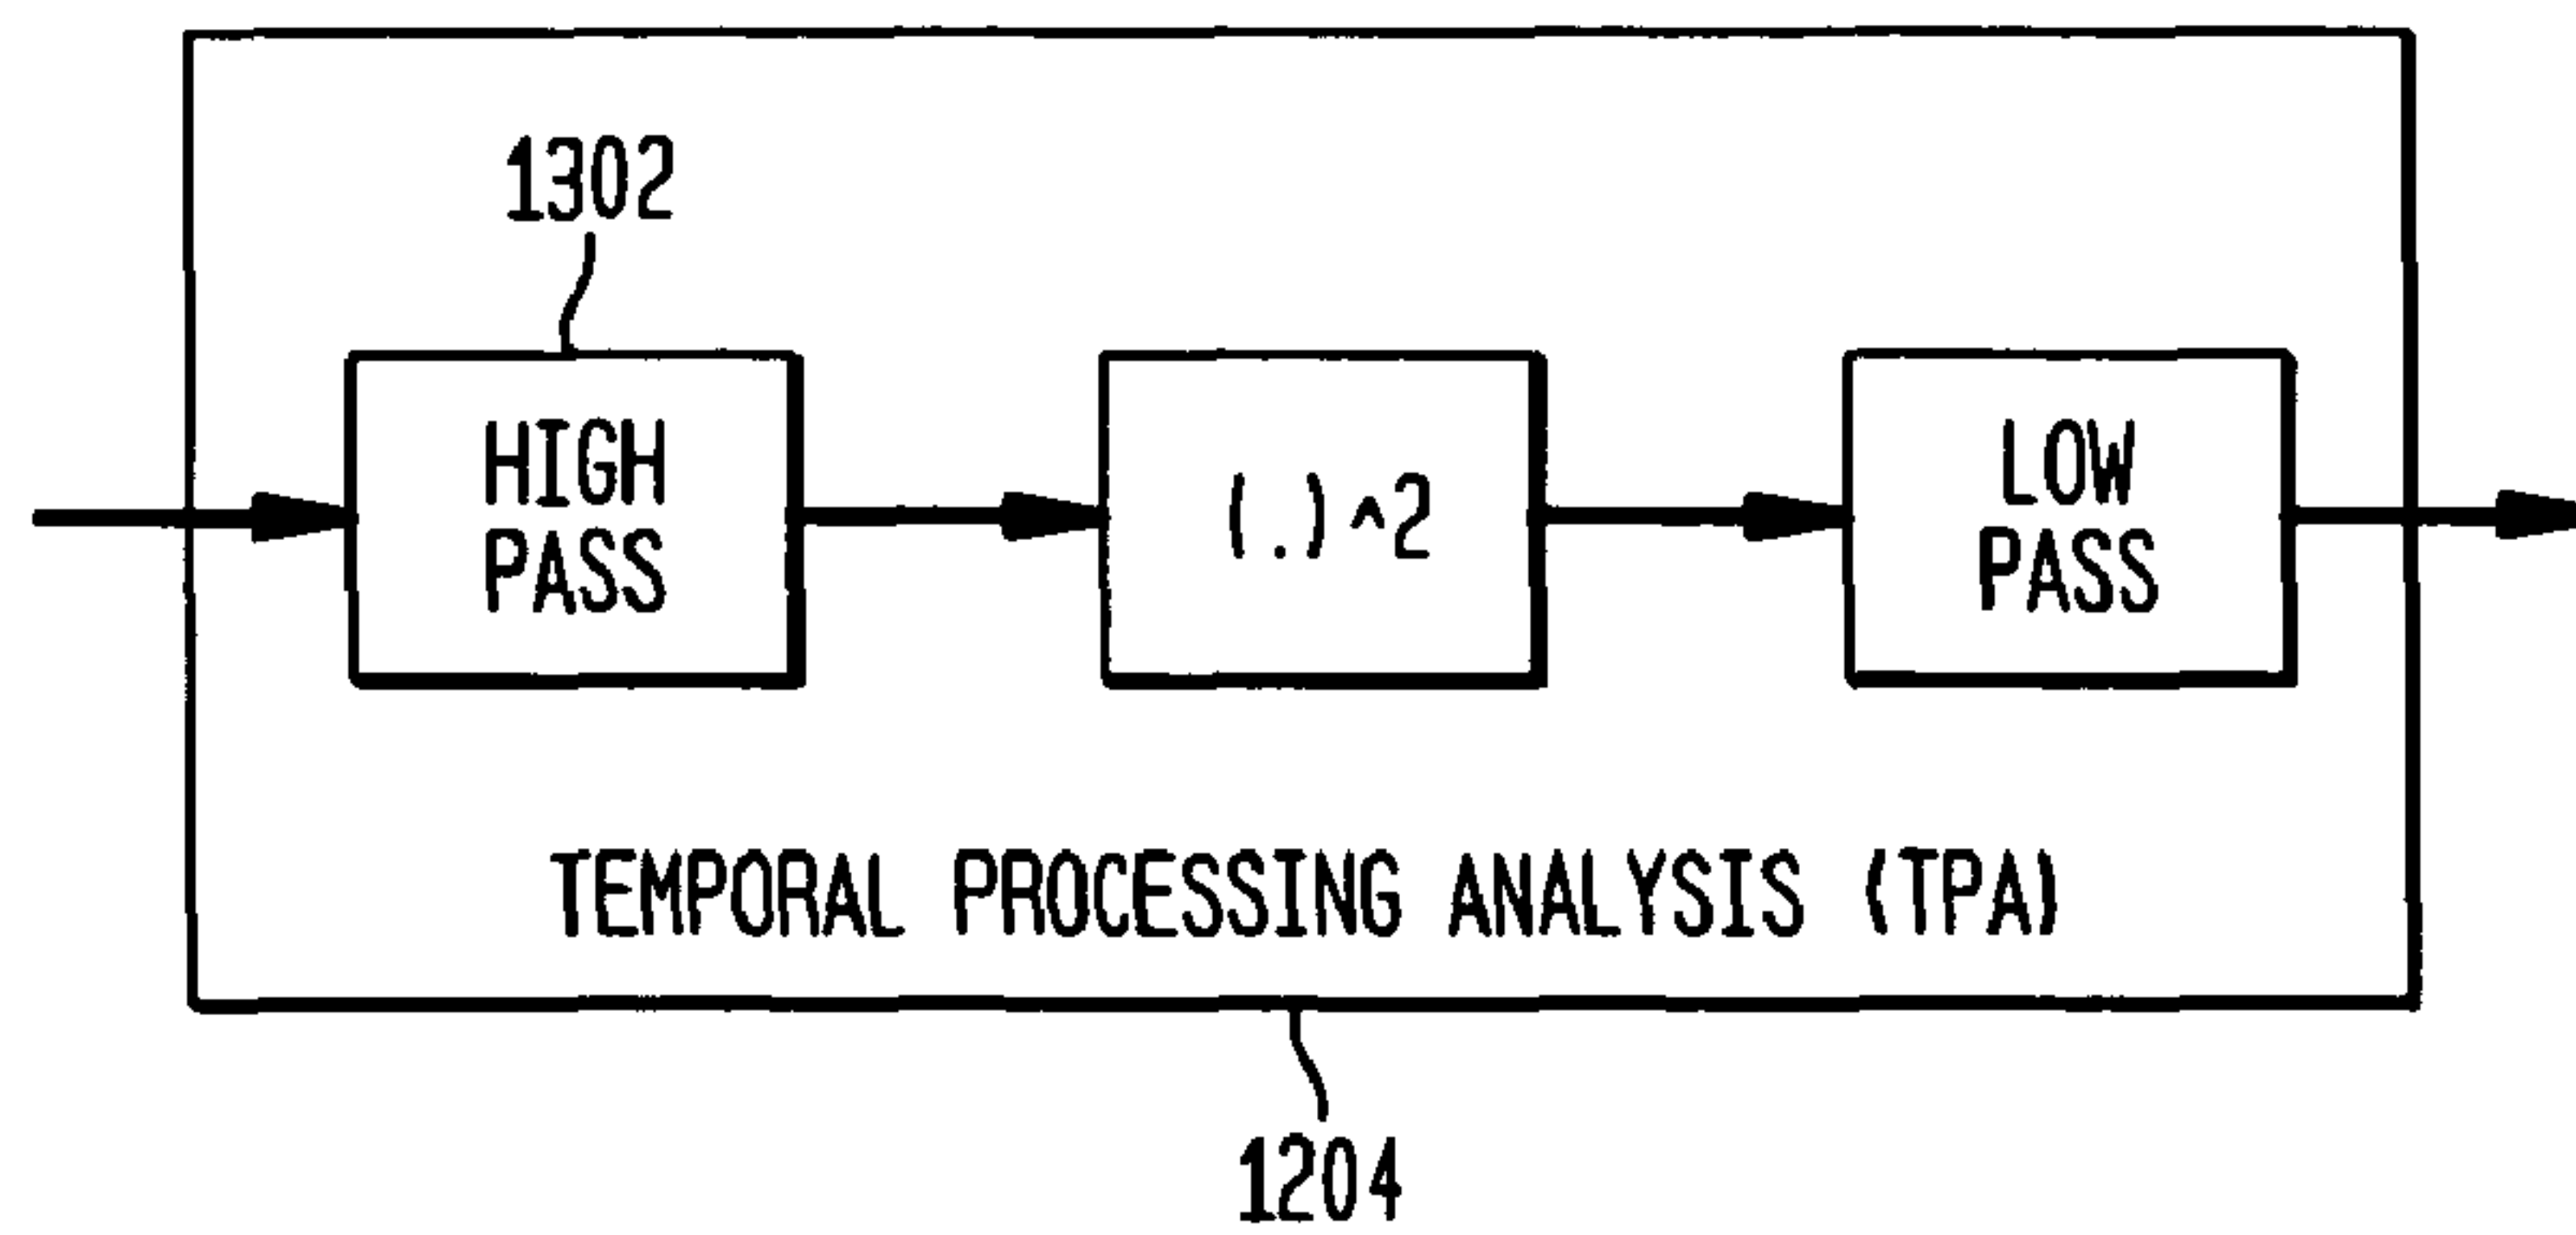 1302
HIGH
PASS
(.)^2
LOW
PASS
TEMPORAL PROCESSING ANALYSIS (TPA)
1204